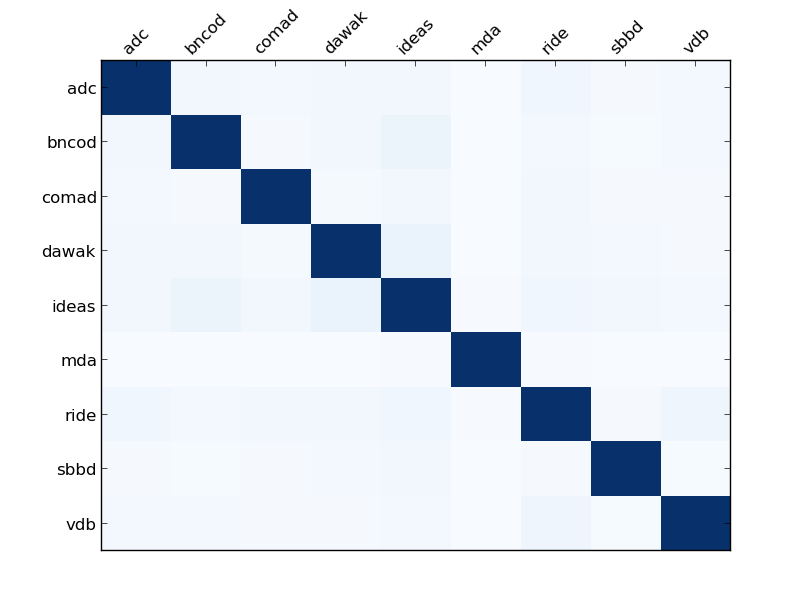 adc bncod comad dawak ideas mda ride sbbd vdb
adc
bncod
comad
dawak
ideas
mda
ride
sbbd
vdb